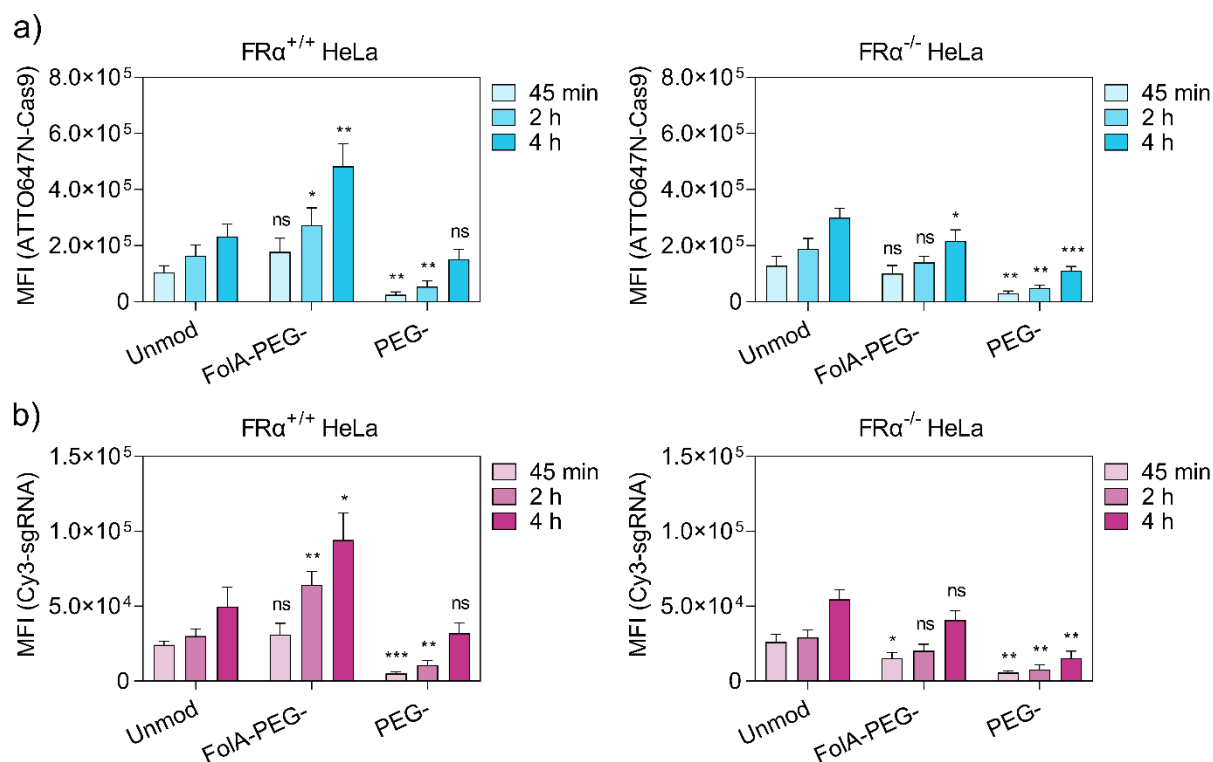 a)
FRα+/+ HeLa
MFI (ATTO647N-Cas9)
8.0×10⁵
6.0×10⁵
4.0×10⁵
2.0×10⁵
0
ns
*
**
**
**
ns
Unmod
FolA-PEG-
PEG-
45 min
2 h
4 h
FRα-/- HeLa
MFI (ATTO647N-Cas9)
8.0×10⁵
6.0×10⁵
4.0×10⁵
2.0×10⁵
0
ns
ns
*
**
**
***
Unmod
FolA-PEG-
PEG-
45 min
2 h
4 h
b)
FRα+/+ HeLa
MFI (Cy3-sgRNA)
1.5×10⁵
1.0×10⁵
5.0×10⁴
0
ns
**
*
***
**
ns
Unmod
FolA-PEG-
PEG-
45 min
2 h
4 h
FRα-/- HeLa
MFI (Cy3-sgRNA)
1.5×10⁵
1.0×10⁵
5.0×10⁴
0
*
ns
ns
**
**
**
Unmod
FolA-PEG-
PEG-
45 min
2 h
4 h